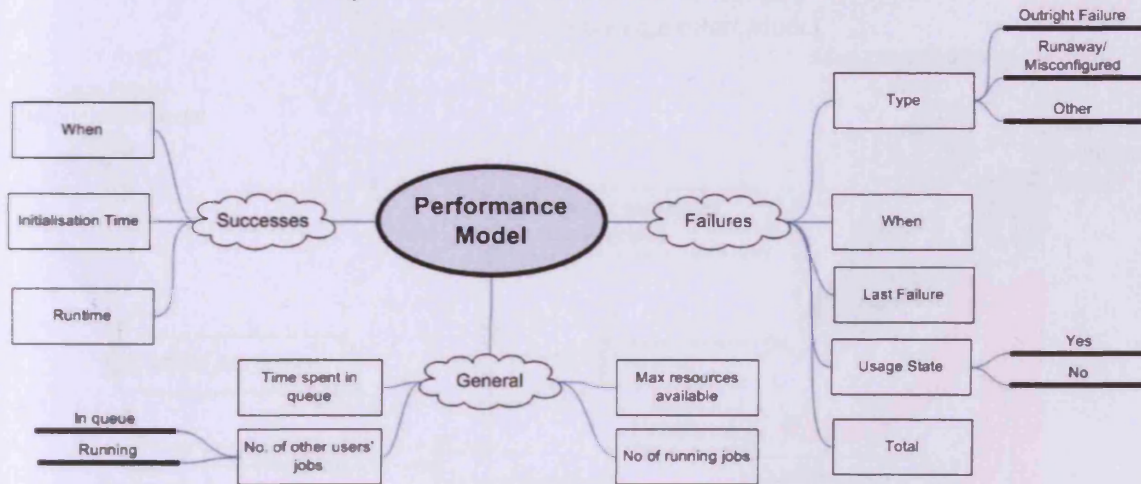 Outright Failure
Runaway/
Misconfigured
Other
Type
When
Initialisation Time
Runtime
Successes
Performance
Model
Failures
When
Last Failure
Usage State
Yes
No
Total
General
Time spent in
queue
No. of other users'
jobs
In queue
Running
Max resources
available
No of running jobs